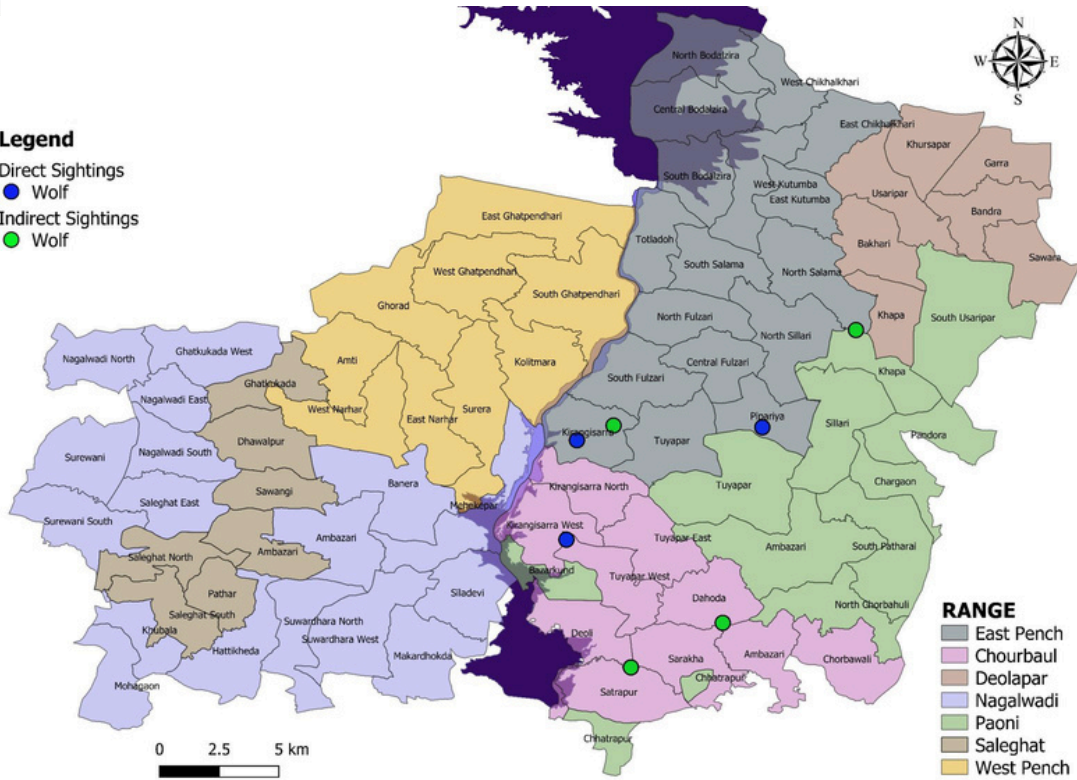 N
W E
S
North Bodalzira
West Chikhalkhari
Central Bodalzira
East Chikhalkhari
Khursapar
Garra
Legend
Direct Sightings
Wolf
Indirect Sightings
Wolf
South Bodalzira
West Kutumba
East Kutumba
Usaripar
Bandra
East Ghatpendhari
Totladoh
Bakhari
Sawara
West Ghatpendhari
South Salama
North Salama
South Ghatpendhari
Ghorad
North Fulzari
Khapa
South Usaripar
North Sillari
Nagalwadi North
Ghatkukada West
Amti
Kolitmara
Central Fulzari
Khapa
Ghatkukada
South Fulzari
Nagalwadi East
West Narhar
East Narhar
Surera
Pipariya
Sillari
Dhawalpur
Kirangisarra
Tuyapar
Pandora
Surewani
Nagalwadi South
Banera
Tuyapar
Chargaon
Sawangi
Kirangisarra North
Saleghat East
Mehekepar
Surewani South
Kirangisarra West
Ambazari
Tuyapar East
Ambazari
South Patharai
Saleghat North
Ambazari
Bazarkund
Tuyapar West
Pathar
Siladevi
Dahoda
North Chorbahuli
Saleghat South
Suwardhara North
Khubala
Suwardhara West
Deoli
Hattikheda
Makardhokda
Sarakha
Ambazari
Chorbawali
Chhatrapur
Mohagaon
Satrapur
Chhatrapur
RANGE
East Pench
Chourbaul
Deolapar
Nagalwadi
Paoni
Saleghat
West Pench
0 2.5 5 km